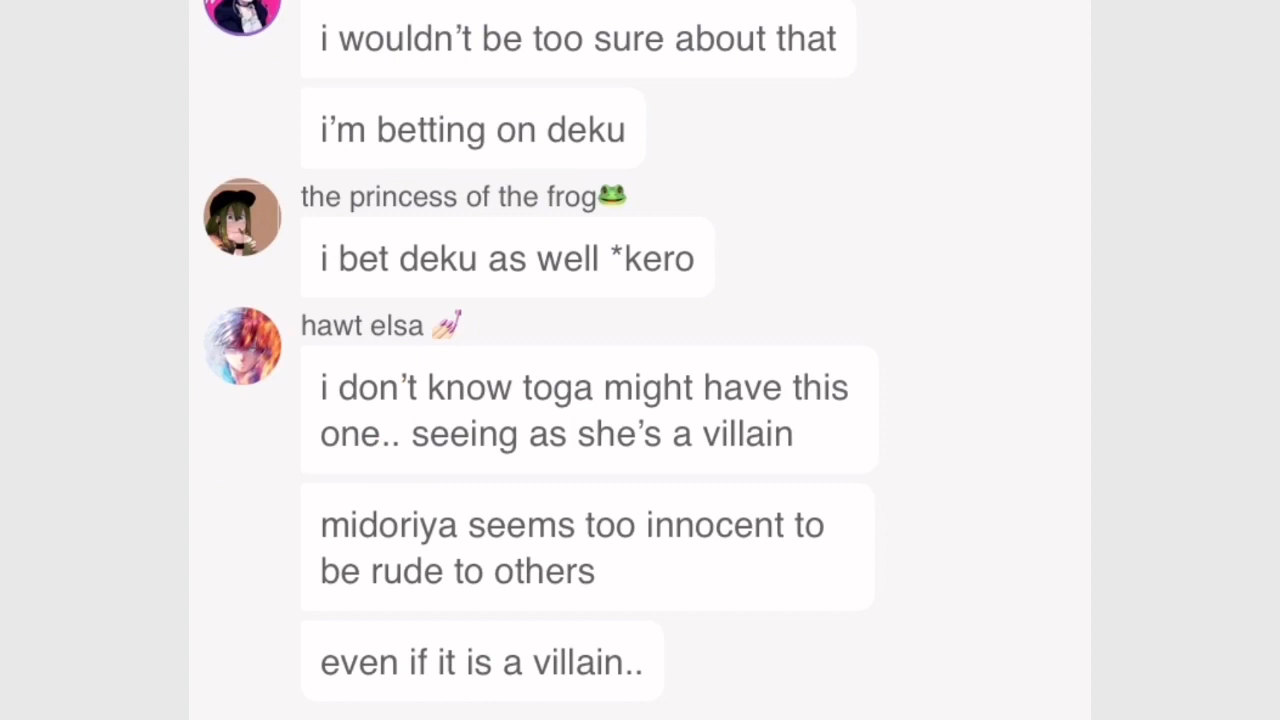 i wouldn’t be too sure about that
i’m betting on deku
the princess of the frog🐸
i bet deku as well *kero
hawt elsa 💅🏻
i don’t know toga might have this
one.. seeing as she’s a villain
midoriya seems too innocent to
be rude to others
even if it is a villain..